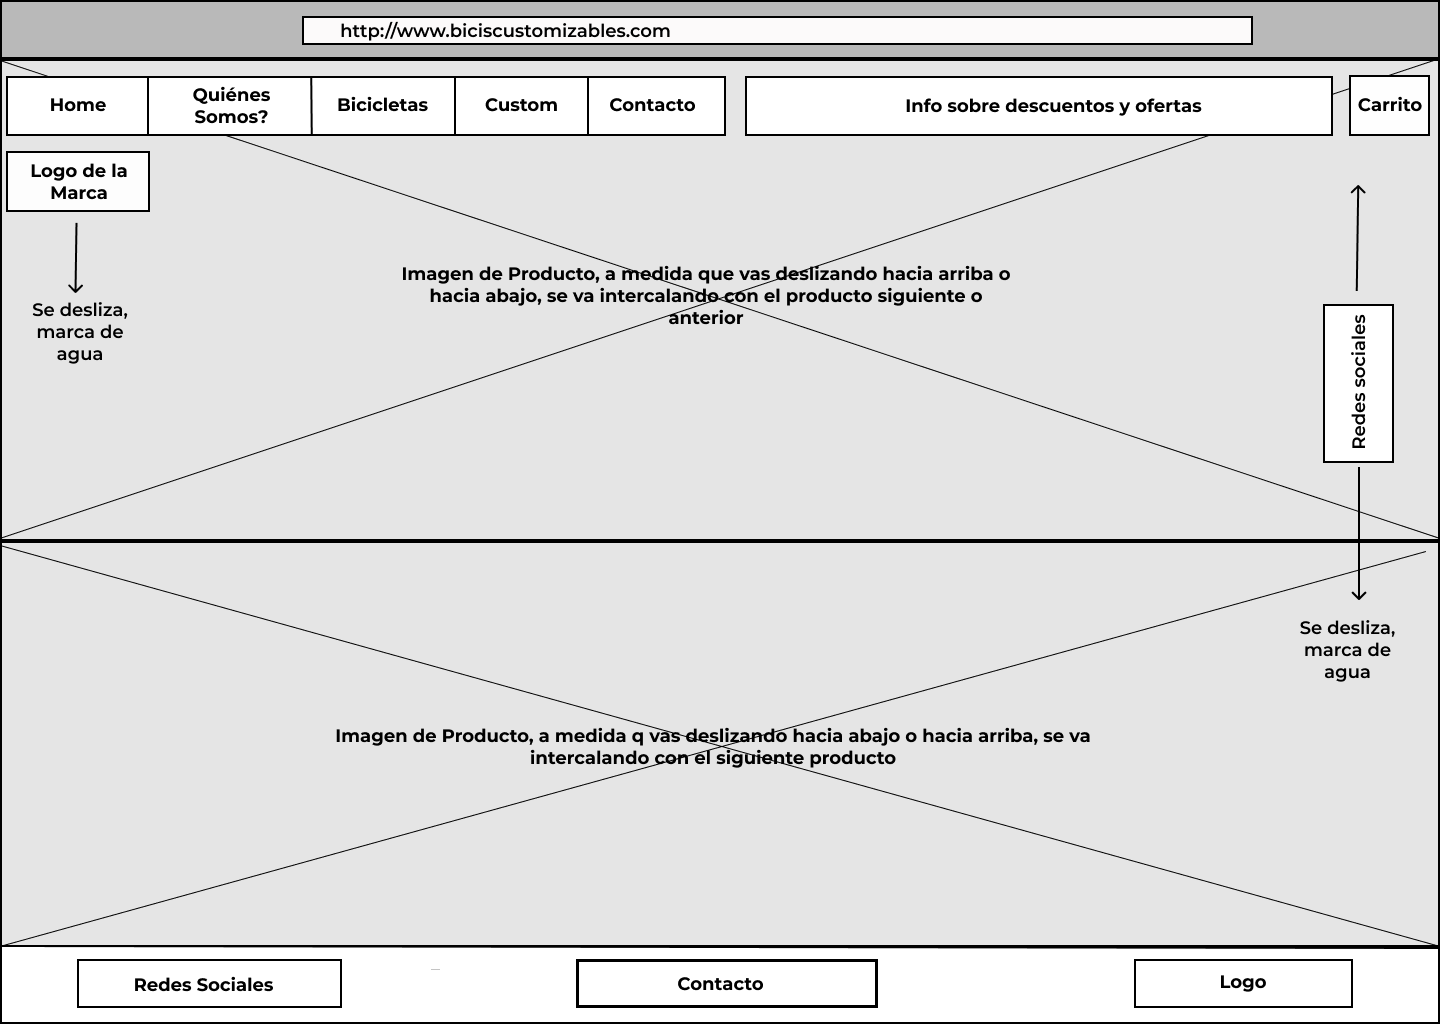 http://www.biciscustomizables.com
Home
Quiénes
Somos?
Bicicletas
Custom
Contacto
Info sobre descuentos y ofertas
Carrito
Logo de la
Marca
Se desliza,
marca de
agua
Imagen de Producto, a medida que vas deslizando hacia arriba o
hacia abajo, se va intercalando con el producto siguiente o
anterior
Redes sociales
Se desliza,
marca de
agua
Imagen de Producto, a medida q vas deslizando hacia abajo o hacia arriba, se va
intercalando con el siguiente producto
Redes Sociales
Contacto
Logo